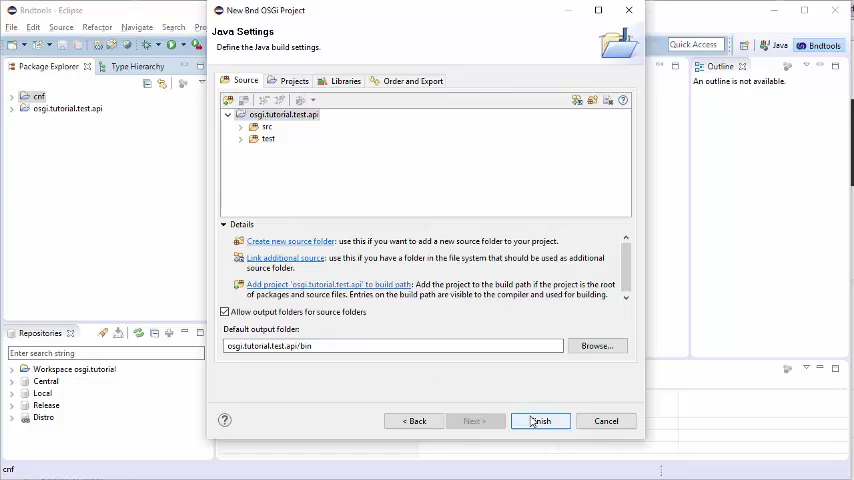 Bndtools - Eclipse
File Edit Source Refactor Navigate Search
Quick Access
Java
Bndtools
Package Explorer
Type Hierarchy
cnf
osgi.tutorial.test.api
New Bnd OSGi Project
Java Settings
Define the Java build settings.
Source
Projects
Libraries
Order and Export
osgi.tutorial.test.api
src
test
Details
Create new source folder: use this if you want to add a new source folder to your project.
Link additional source: use this if you have a folder in the file system that should be used as additional
source folder.
Add project 'osgi.tutorial.test.api' to build path: Add the project to the build path if the project is the root
of packages and source files. Entries on the build path are visible to the compiler and used for building.
Allow output folders for source folders
Default output folder:
osgi.tutorial.test.api/bin
Browse...
< Back
Next >
Finish
Cancel
Outline
An outline is not available.
Repositories
Enter search string
Workspace osgi.tutorial
Central
Local
Release
Distro
cnf